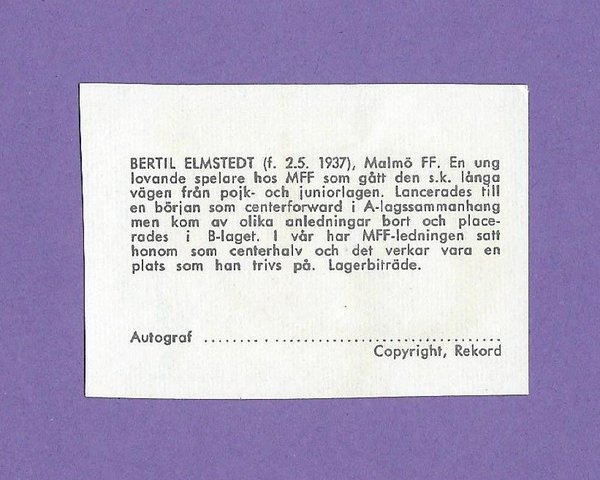 BERTIL ELMSTEDT (f. 2.5. 1937), Malmö FF. En ung
lovande spelare hos MFF som gått den s.k. långa
vägen från pojk- och juniorlagen. Lancerades till
en början som centerforward i A-lagssammanhang
men kom av olika anledningar bort och place-
rades i B-laget. I vår har MFF-ledningen satt
honom som centerhalv och det verkar vara en
plats som han trivs på. Lagerbiträde.
Autograf ........................................
Copyright, Rekord